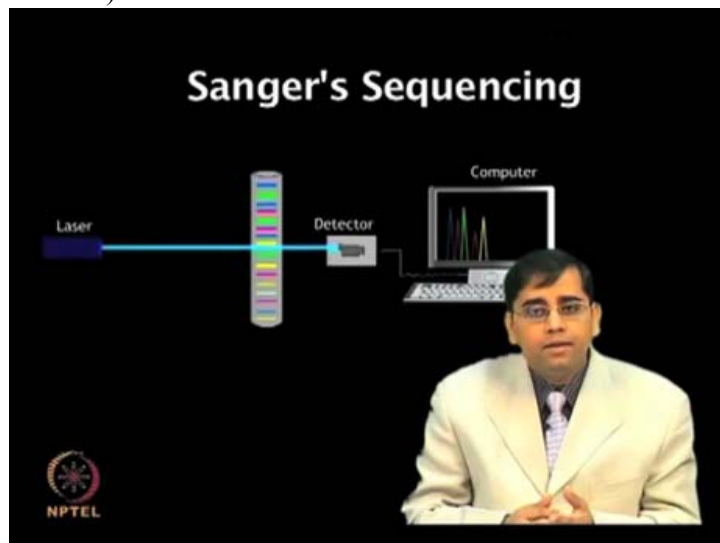 Sanger's Sequencing
Computer
Laser
Detector
NPTEL